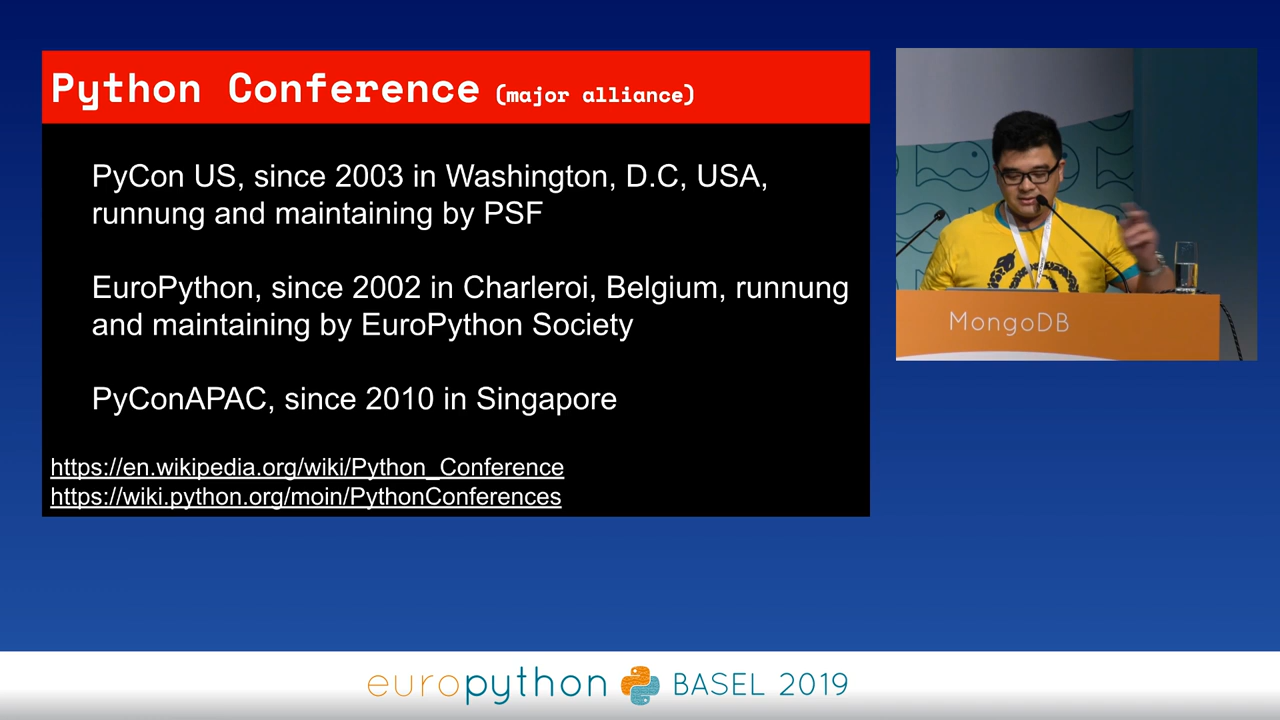 Python Conference (major alliance)
PyCon US, since 2003 in Washington, D.C, USA,
runnung and maintaining by PSF
EuroPython, since 2002 in Charleroi, Belgium, runnung
and maintaining by EuroPython Society
PyConAPAC, since 2010 in Singapore
https://en.wikipedia.org/wiki/Python_Conference
https://wiki.python.org/moin/PythonConferences
MongoDB
europython BASEL 2019